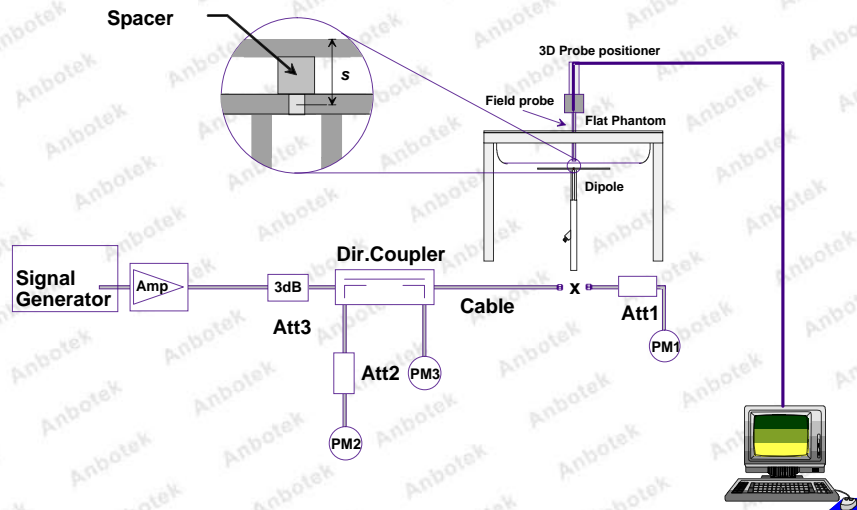 Spacer
s
3D Probe positioner
Field probe
Flat Phantom
Dipole
Signal
Generator
Amp
3dB
Att3
Dir.Coupler
Cable
x
Att1
PM1
Att2
PM3
PM2
Anbotek